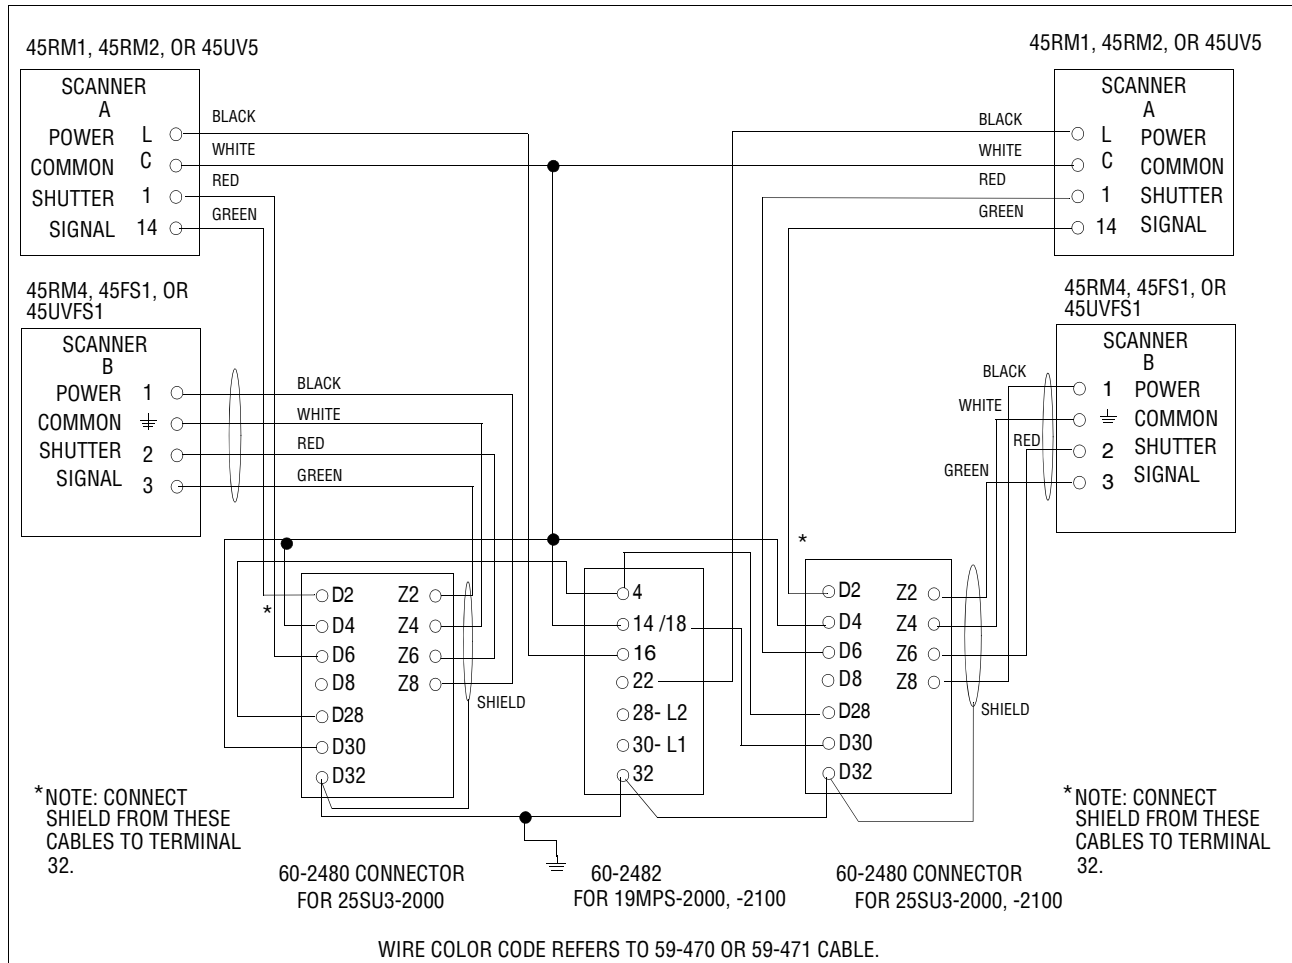 45RM1, 45RM2, OR 45UV5
SCANNER
A
POWER L
COMMON C
SHUTTER 1
SIGNAL 14
BLACK
WHITE
RED
GREEN
45RM4, 45FS1, OR
45UVFS1
SCANNER
B
POWER 1
COMMON
SHUTTER 2
SIGNAL 3
BLACK
WHITE
RED
GREEN
45RM1, 45RM2, OR 45UV5
SCANNER
A
L POWER
C COMMON
1 SHUTTER
14 SIGNAL
BLACK
WHITE
RED
GREEN
45RM4, 45FS1, OR
45UVFS1
SCANNER
B
1 POWER
COMMON
2 SHUTTER
3 SIGNAL
BLACK
WHITE
RED
GREEN
*
D2 Z2
D4 Z4
D6 Z6
D8 Z8
D28
D30
D32
SHIELD
4
14 /18
16
22
28- L2
30- L1
32
*
D2 Z2
D4 Z4
D6 Z6
D8 Z8
D28
D30
D32
SHIELD
*NOTE: CONNECT
SHIELD FROM THESE
CABLES TO TERMINAL
32.
60-2480 CONNECTOR
FOR 25SU3-2000
60-2482
FOR 19MPS-2000, -2100
60-2480 CONNECTOR
FOR 25SU3-2000, -2100
*NOTE: CONNECT
SHIELD FROM THESE
CABLES TO TERMINAL
32.
WIRE COLOR CODE REFERS TO 59-470 OR 59-471 CABLE.